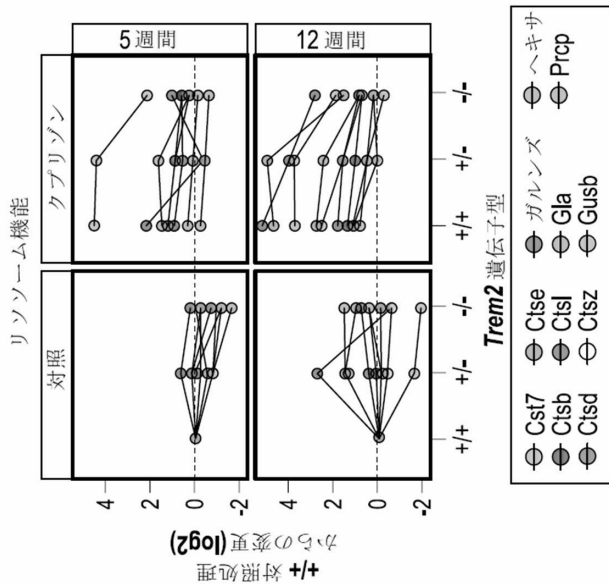 リソソーム機能
対照
クプリゾン
5週間
12週間
+/+ 対照処理
からの変更 (log2)
4
2
0
-2
4
2
0
-2
+/+ +/- -/- +/+ +/- -/-
Trem2 遺伝子型
Cst7 Ctse ガルンズ ヘキサ
Ctsb Ctsl Gla Prcp
Ctsd Ctsz Gusb